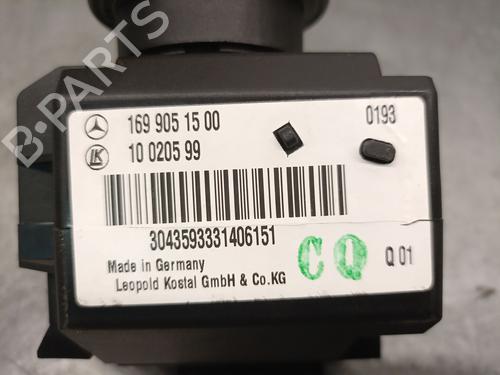 169 905 15 00
0193
LK
10 0205 99
3043593331406151
Made in Germany
Leopold Kostal GmbH & Co.KG
C Q
Q 01
B-PARTS